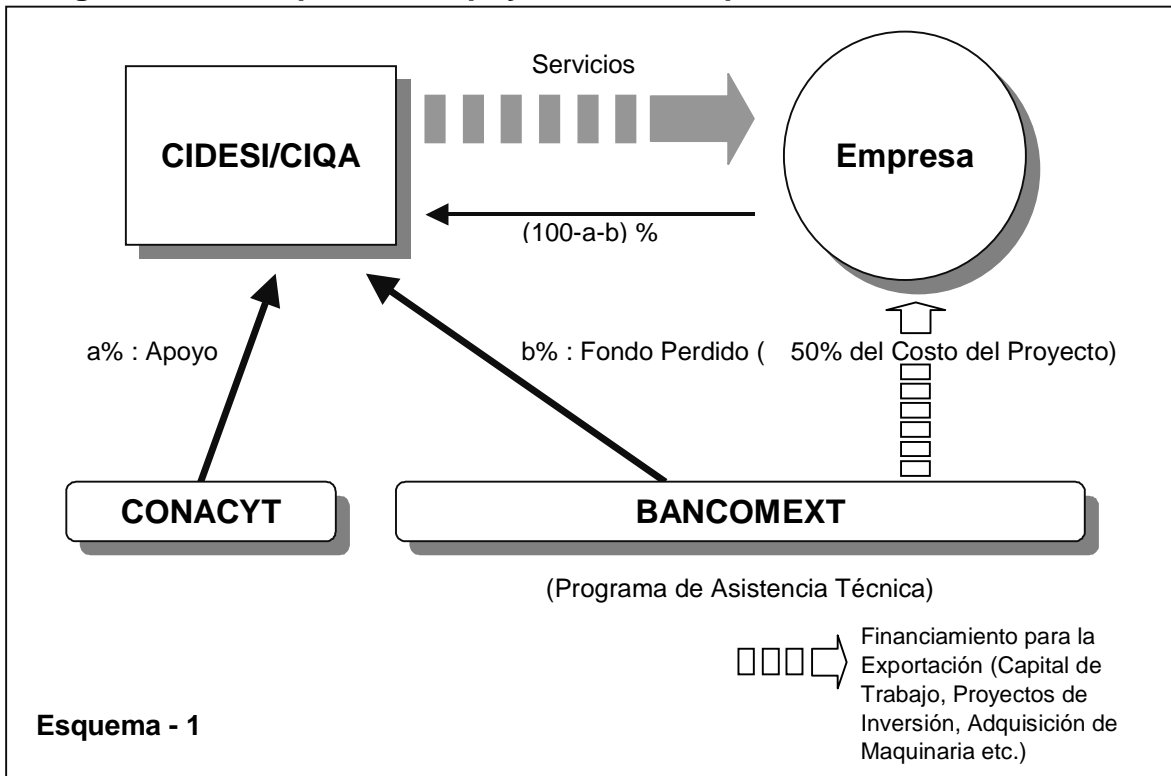 Servicios
CIDESI/CIQA
Empresa
(100-a-b) %
a% : Apoyo
b% : Fondo Perdido ( 50% del Costo del Proyecto)
CONACYT
BANCOMEXT
(Programa de Asistencia Técnica)
Financiamiento para la
Exportación (Capital de
Trabajo, Proyectos de
Inversión, Adquisición de
Maquinaria etc.)
Esquema - 1